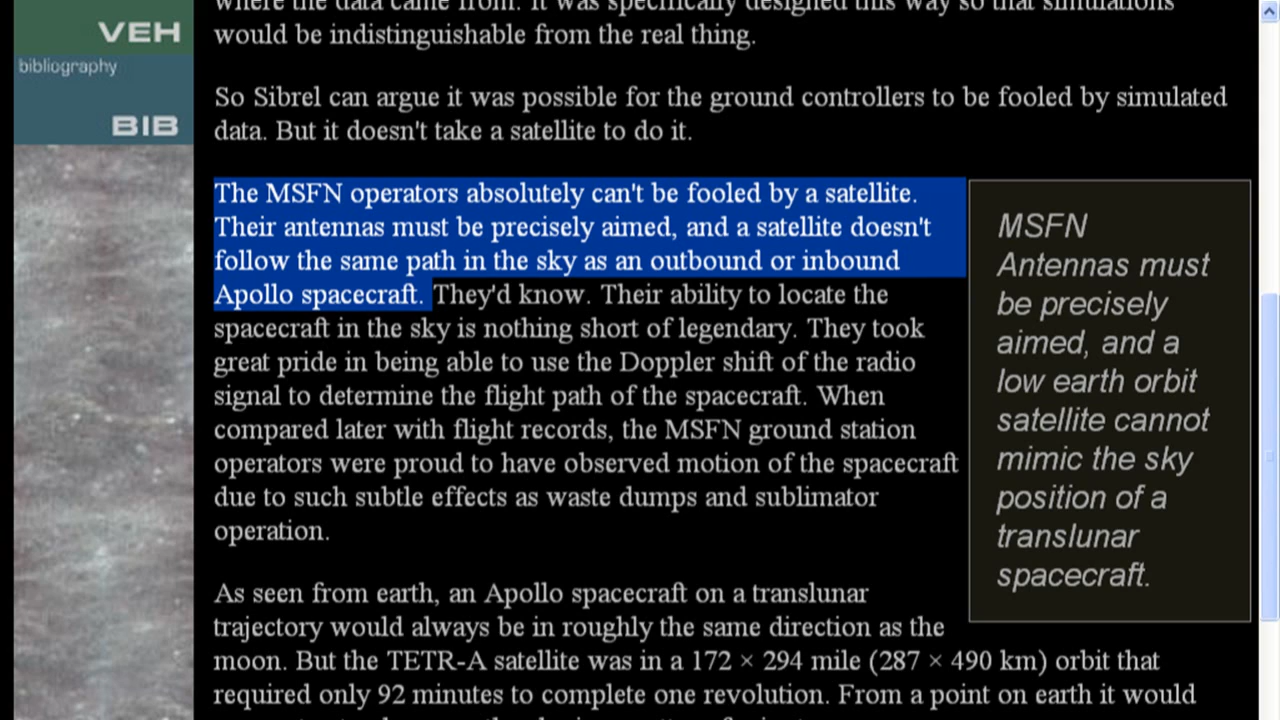 VEH
bibliography
BIB
where the data came from. It was specifically designed this way so that simulations
would be indistinguishable from the real thing.
So Sibrel can argue it was possible for the ground controllers to be fooled by simulated
data. But it doesn't take a satellite to do it.
The MSFN operators absolutely can't be fooled by a satellite.
Their antennas must be precisely aimed, and a satellite doesn't
follow the same path in the sky as an outbound or inbound
Apollo spacecraft. They'd know. Their ability to locate the
spacecraft in the sky is nothing short of legendary. They took
great pride in being able to use the Doppler shift of the radio
signal to determine the flight path of the spacecraft. When
compared later with flight records, the MSFN ground station
operators were proud to have observed motion of the spacecraft
due to such subtle effects as waste dumps and sublimator
operation.
MSFN
Antennas must
be precisely
aimed, and a
low earth orbit
satellite cannot
mimic the sky
position of a
translunar
spacecraft.
As seen from earth, an Apollo spacecraft on a translunar
trajectory would always be in roughly the same direction as the
moon. But the TETR-A satellite was in a 172 × 294 mile (287 × 490 km) orbit that
required only 92 minutes to complete one revolution. From a point on earth it would